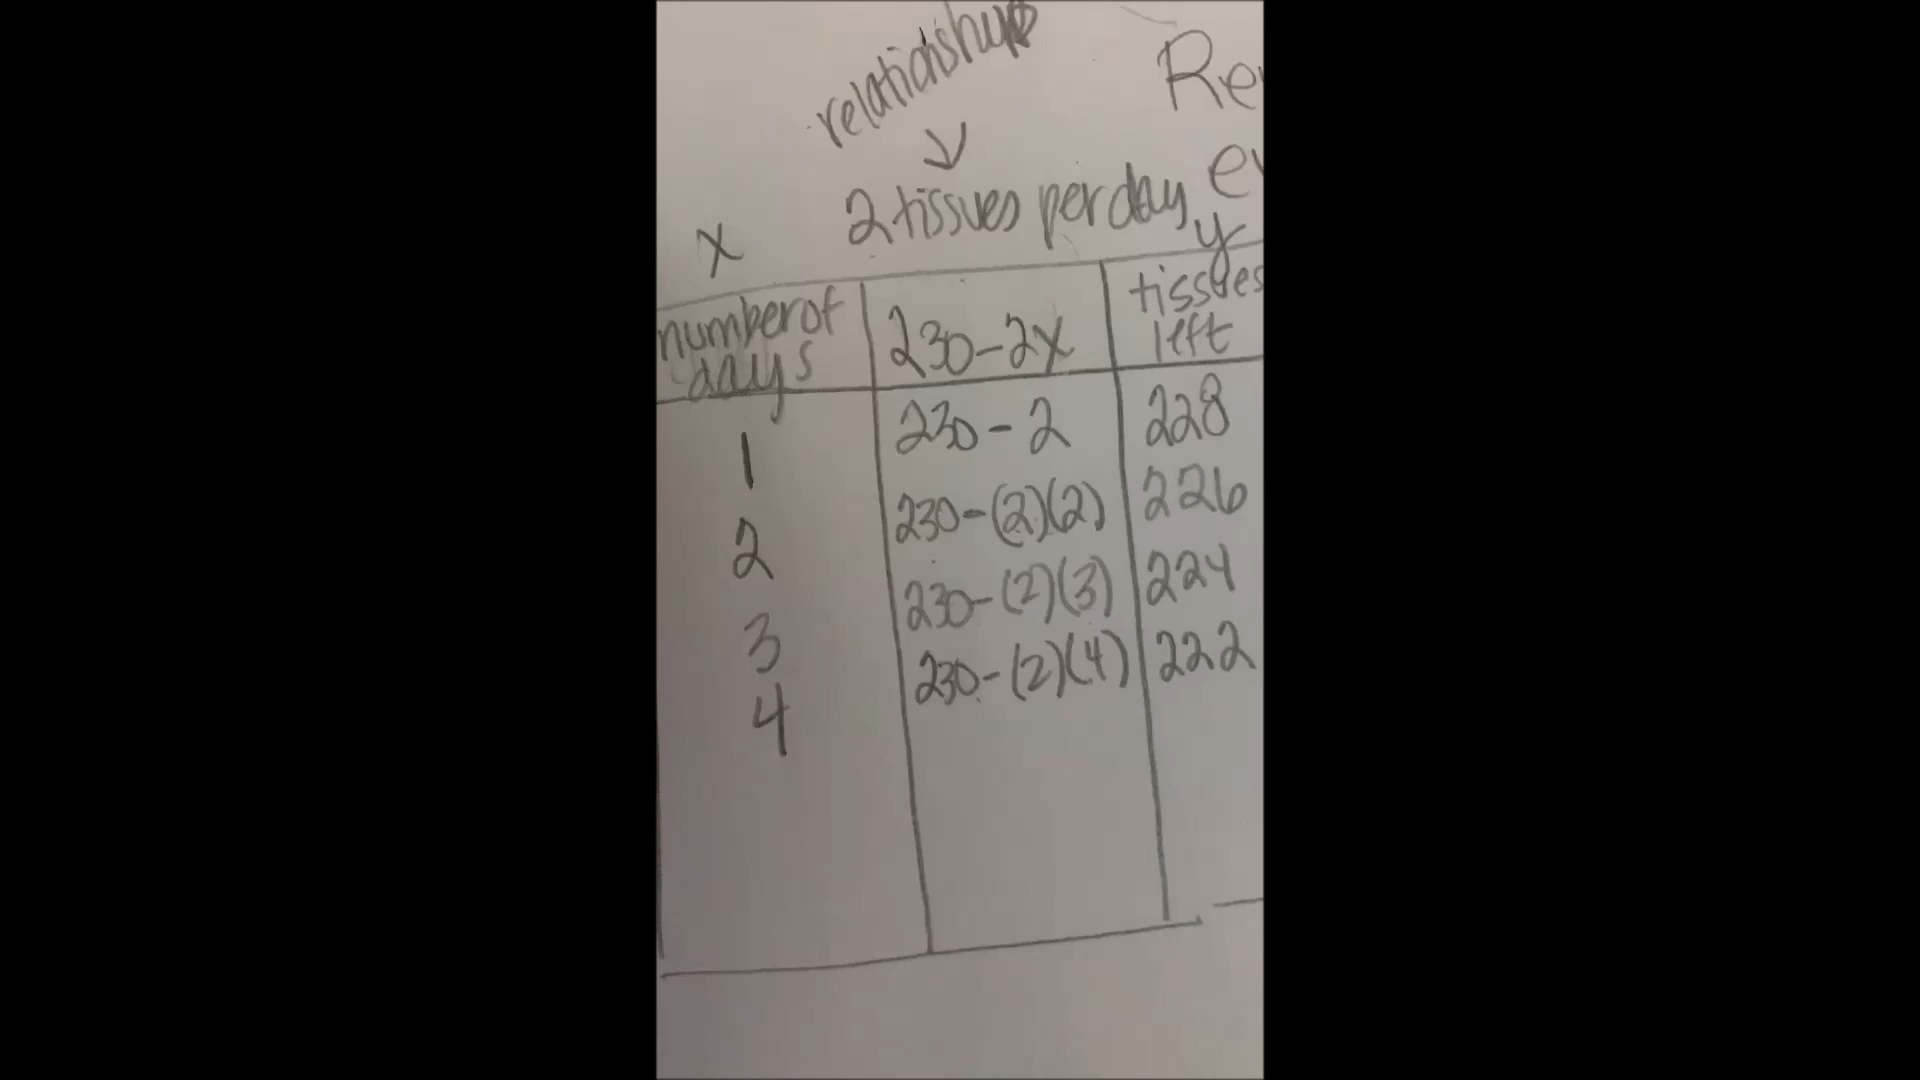 relationship
Re
2 tissues per day
ev
x
y
number of days
230-2x
tissues left
1
230-2
228
2
230-(2)(2)
226
3
230-(2)(3)
224
4
230-(2)(4)
222